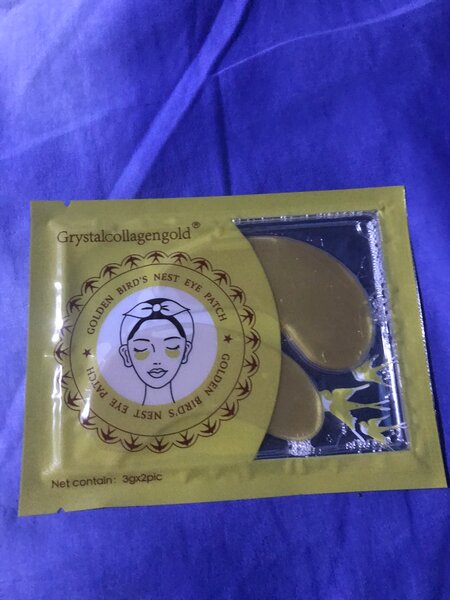 Grystalcollagengold®
GOLDEN BIRD'S NEST EYE PATCH
★ GOLDEN BIRD'S NEST EYE PATCH ★
Net contain: 3gx2pic